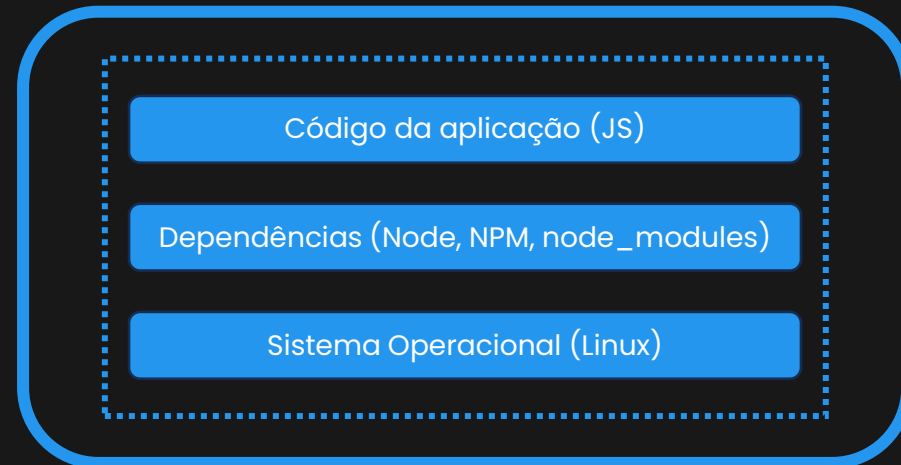 Código da aplicação (JS)
Dependências (Node, NPM, node_modules)
Sistema Operacional (Linux)